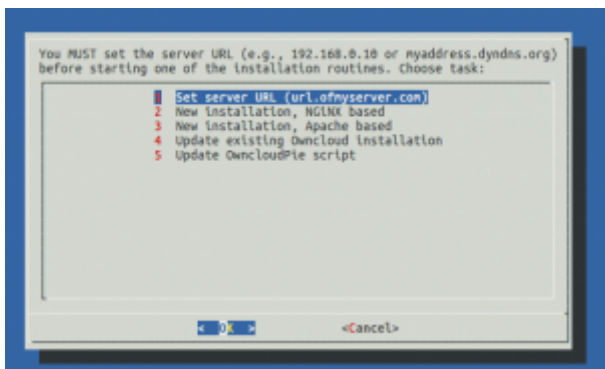 You MUST set the server URL (e.g., 192.168.0.10 or myaddress.dyndns.org)
before starting one of the installation routines. Choose task:
1 Set server URL (url.ofmyserver.com)
2 New installation, NGiNX based
3 New installation, Apache based
4 Update existing Owncloud installation
5 Update OwncloudPie script
< OK > <Cancel>